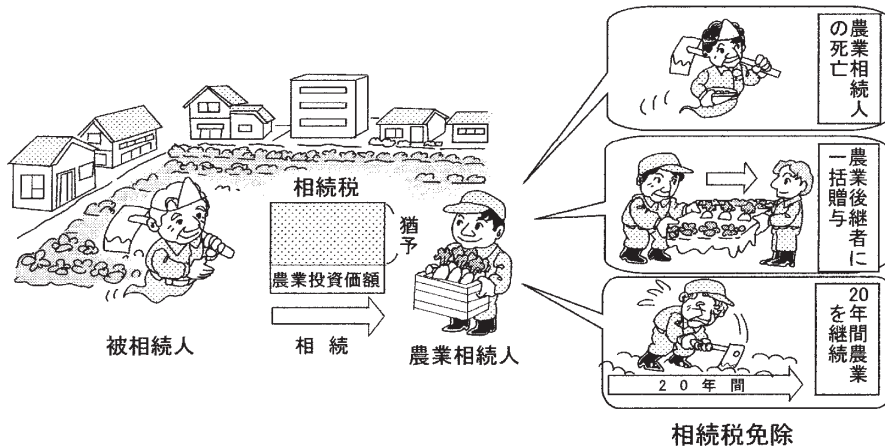 相続税
猶予
農業投資価額
被相続人
相続
農業相続人
農業相続人
の死亡
農業後継者に
一括贈与
20年間農業
を継続
20年間
相続税免除